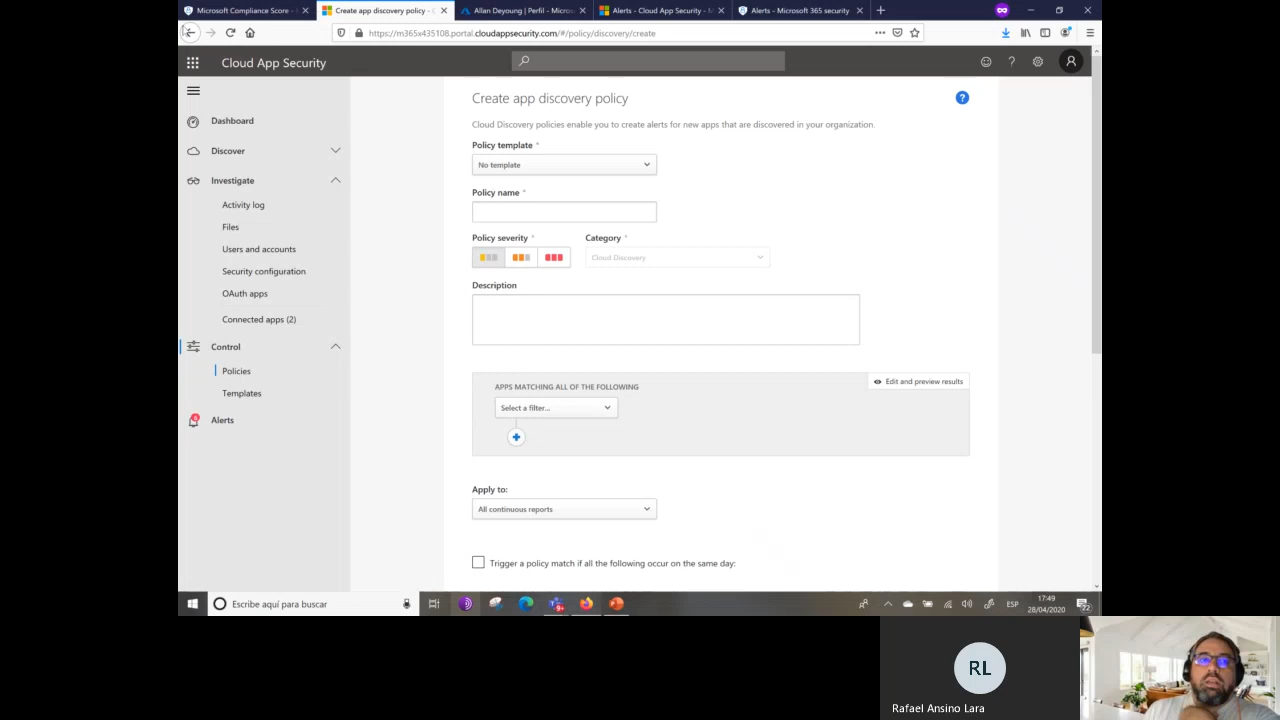 Microsoft Compliance Score -
Create app discovery policy -
Allan Deyoung | Perfil - Micros
Alerts - Cloud App Security - M
Alerts - Microsoft 365 security
https://m365x435108.portal.cloudappsecurity.com/#/policy/discovery/create
Cloud App Security
Dashboard
Discover
Investigate
Activity log
Files
Users and accounts
Security configuration
OAuth apps
Connected apps (2)
Control
Policies
Templates
Alerts
Create app discovery policy
Cloud Discovery policies enable you to create alerts for new apps that are discovered in your organization.
Policy template *
No template
Policy name *
Policy severity *
Category *
Cloud Discovery
Description
APPS MATCHING ALL OF THE FOLLOWING
Edit and preview results
Select a filter...
Apply to:
All continuous reports
Trigger a policy match if all the following occur on the same day:
Escribe aquí para buscar
9+
ESP
17:49
28/04/2020
22
RL
Rafael Ansino Lara